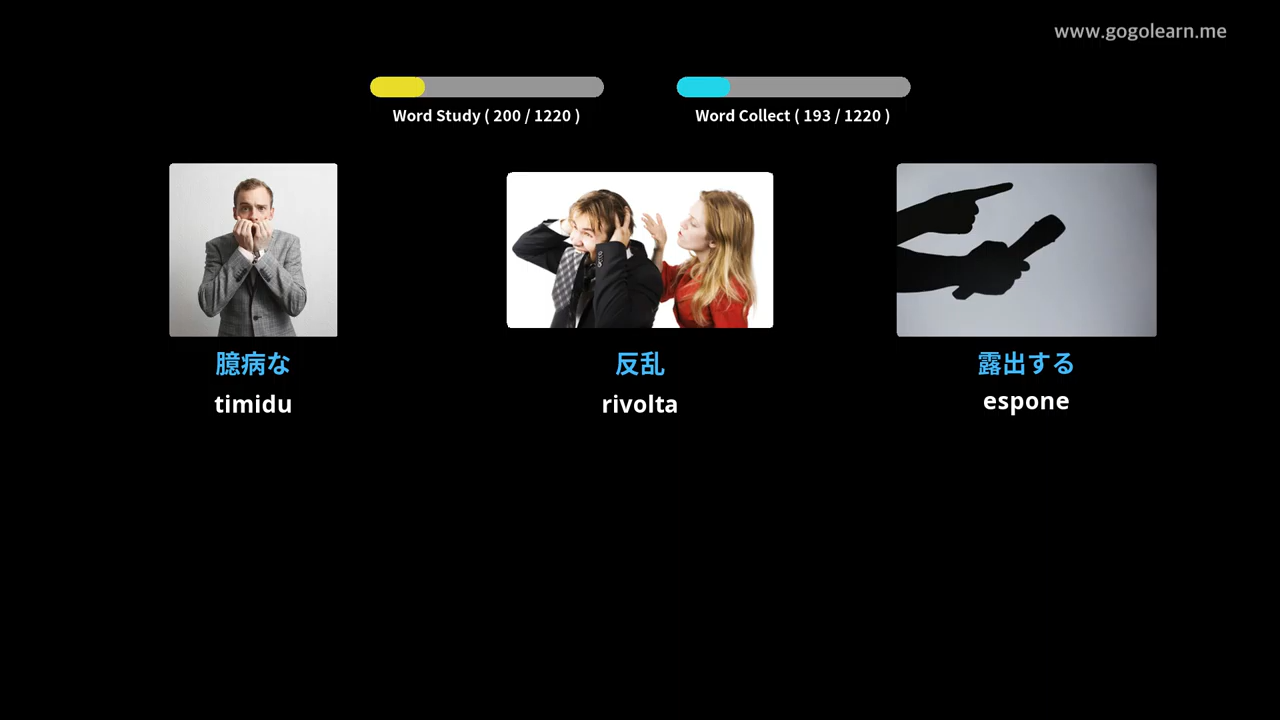 www.gogolearn.me
Word Study ( 200 / 1220 )
Word Collect ( 193 / 1220 )
臆病な
反乱
露出する
timidu
rivolta
espone